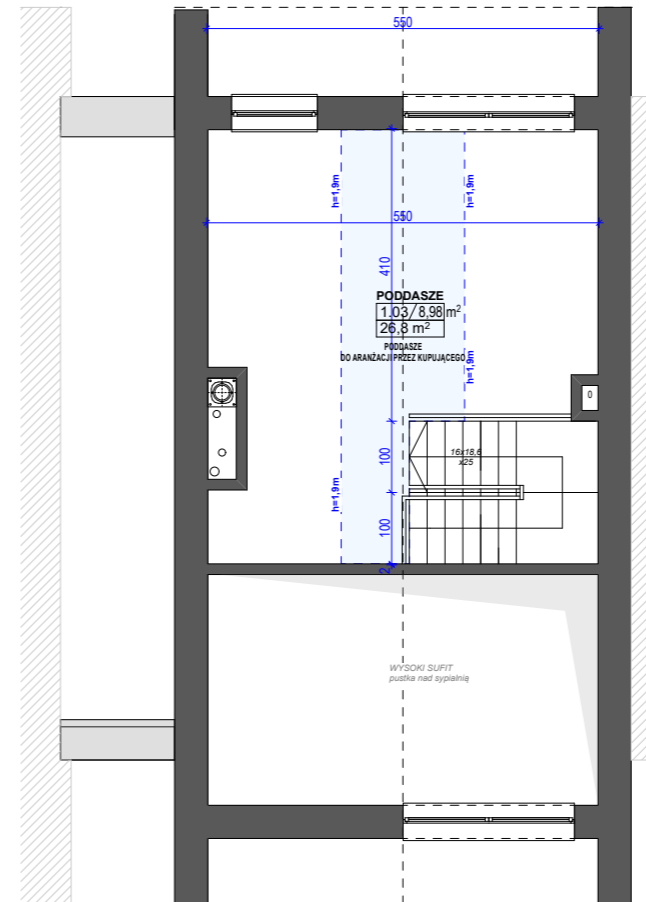 550
h=1,9m
h=1,9m
550
410
PODDASZE
1.03/8,98 m²
26,8 m²
PODDASZE
DO ARANŻACJI PRZEZ KUPUJĄCEGO
h=1,9m
0
100
16x18,6
x25
h=1,9m
100
2
WYSOKI SUFIT
pustka nad sypialnią